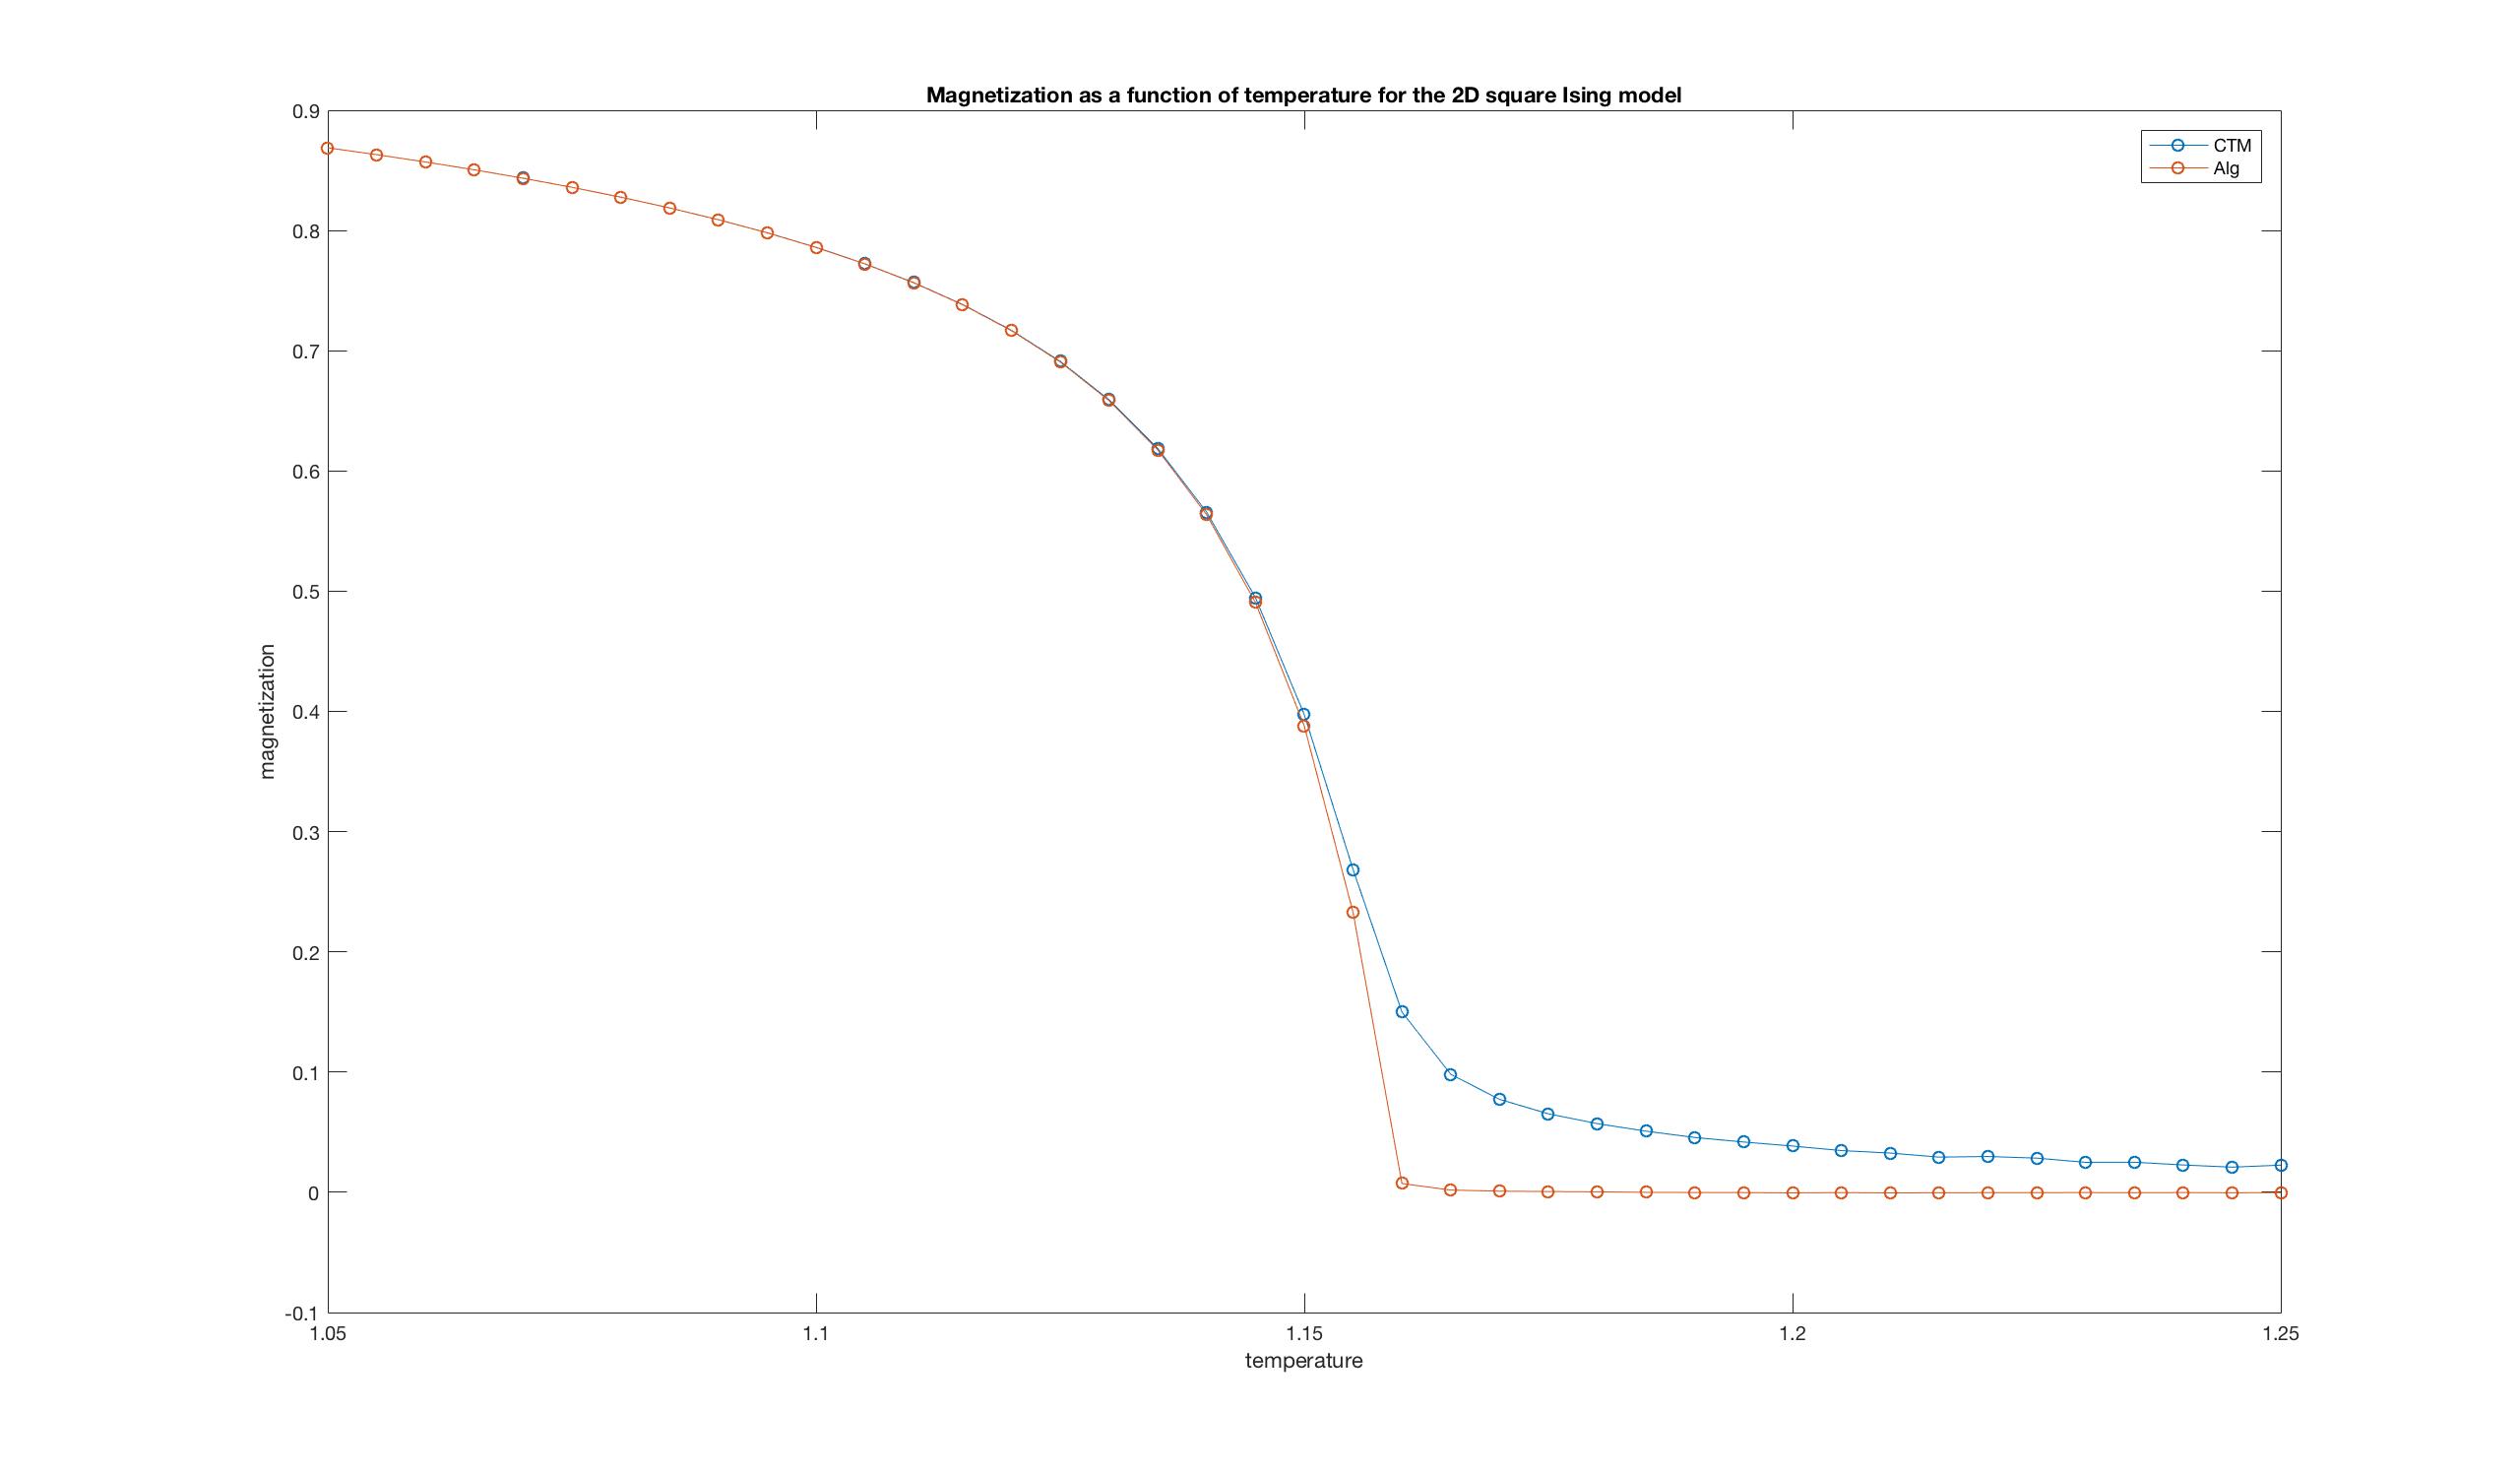 Magnetization as a function of temperature for the 2D square Ising model
CTM
Alg
0.9
0.8
0.7
0.6
0.5
0.4
0.3
0.2
0.1
0
-0.1
magnetization
1.05 1.1 1.15 1.2 1.25
temperature